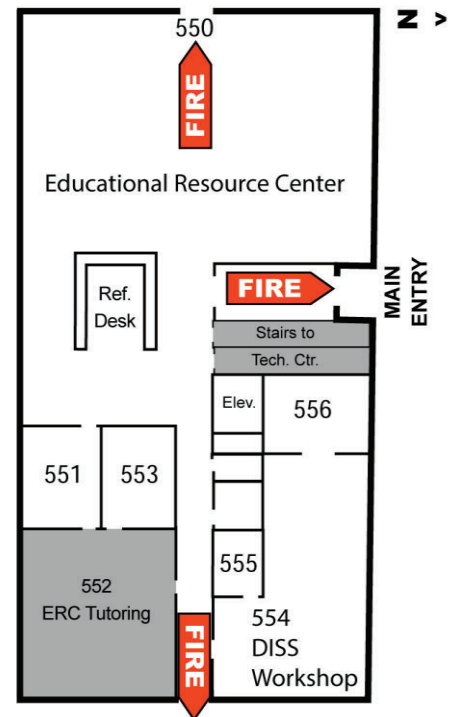 550
N
>
FIRE
Educational Resource Center
Ref.
Desk
FIRE
MAIN
ENTRY
Stairs to
Tech. Ctr.
Elev.
556
551
553
555
552
ERC Tutoring
554
DISS
Workshop
FIRE